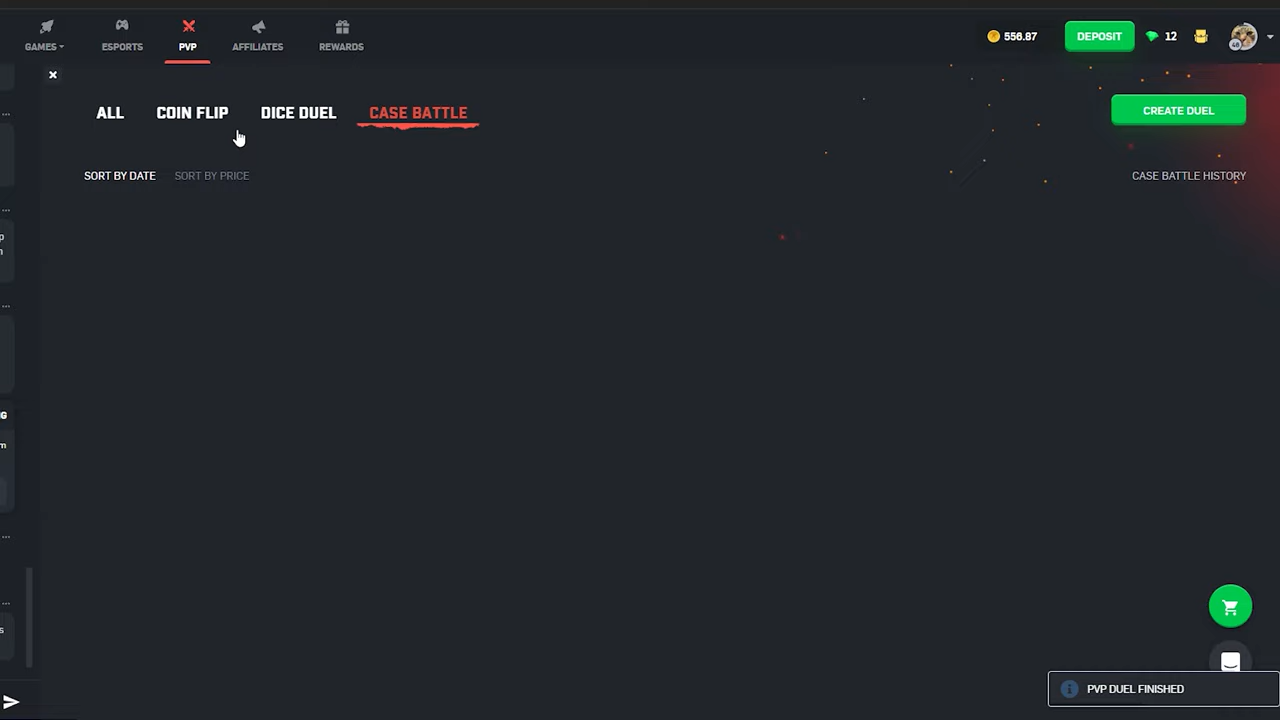 GAMES
ESPORTS
PVP
AFFILIATES
REWARDS
556.87
DEPOSIT
12
48
ALL
COIN FLIP
DICE DUEL
CASE BATTLE
CREATE DUEL
SORT BY DATE
SORT BY PRICE
CASE BATTLE HISTORY
p
n
G
m
s
PVP DUEL FINISHED